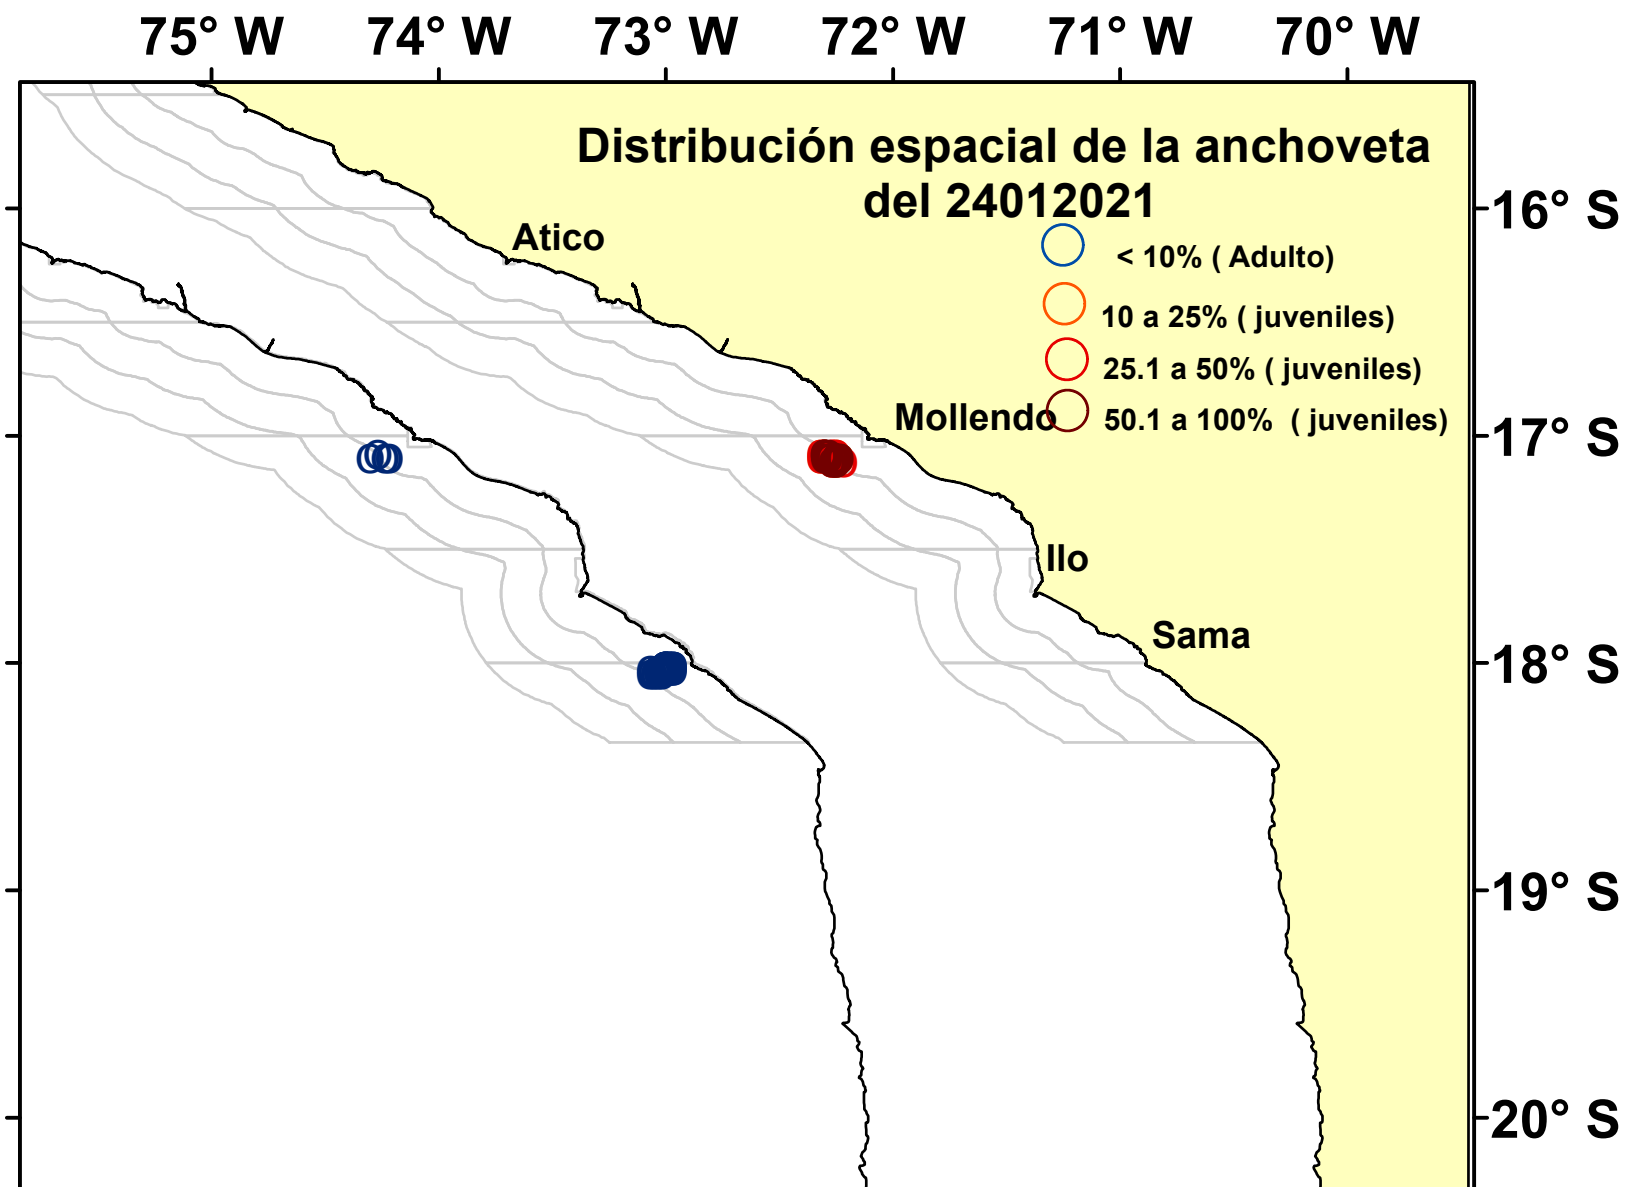 75° W 74° W 73° W 72° W 71° W 70° W
Distribución espacial de la anchoveta
del 24012021
16° S
Atico
< 10% ( Adulto)
10 a 25% ( juveniles)
25.1 a 50% ( juveniles)
Mollendo
50.1 a 100% ( juveniles)
17° S
Ilo
Sama
18° S
19° S
20° S